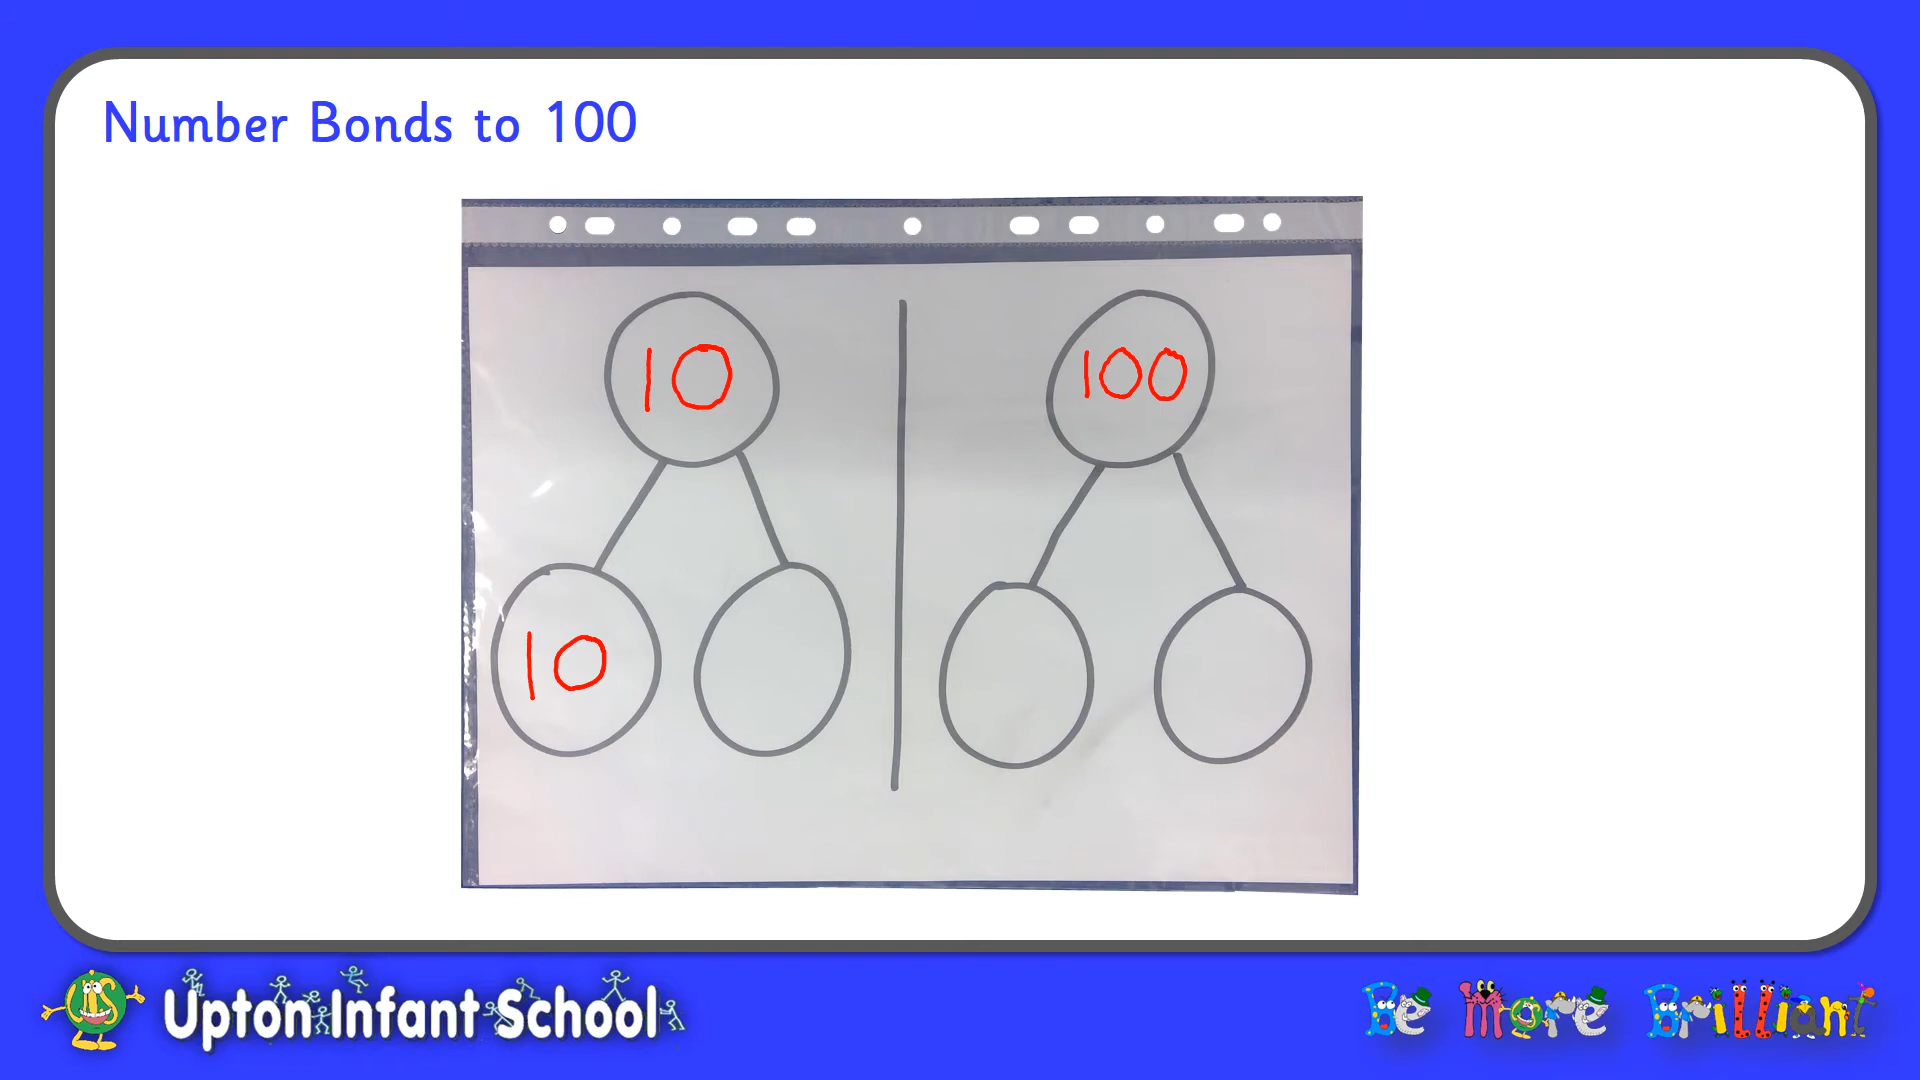 Number Bonds to 100
10
100
10
Upton Infant School
Be More Brilliant